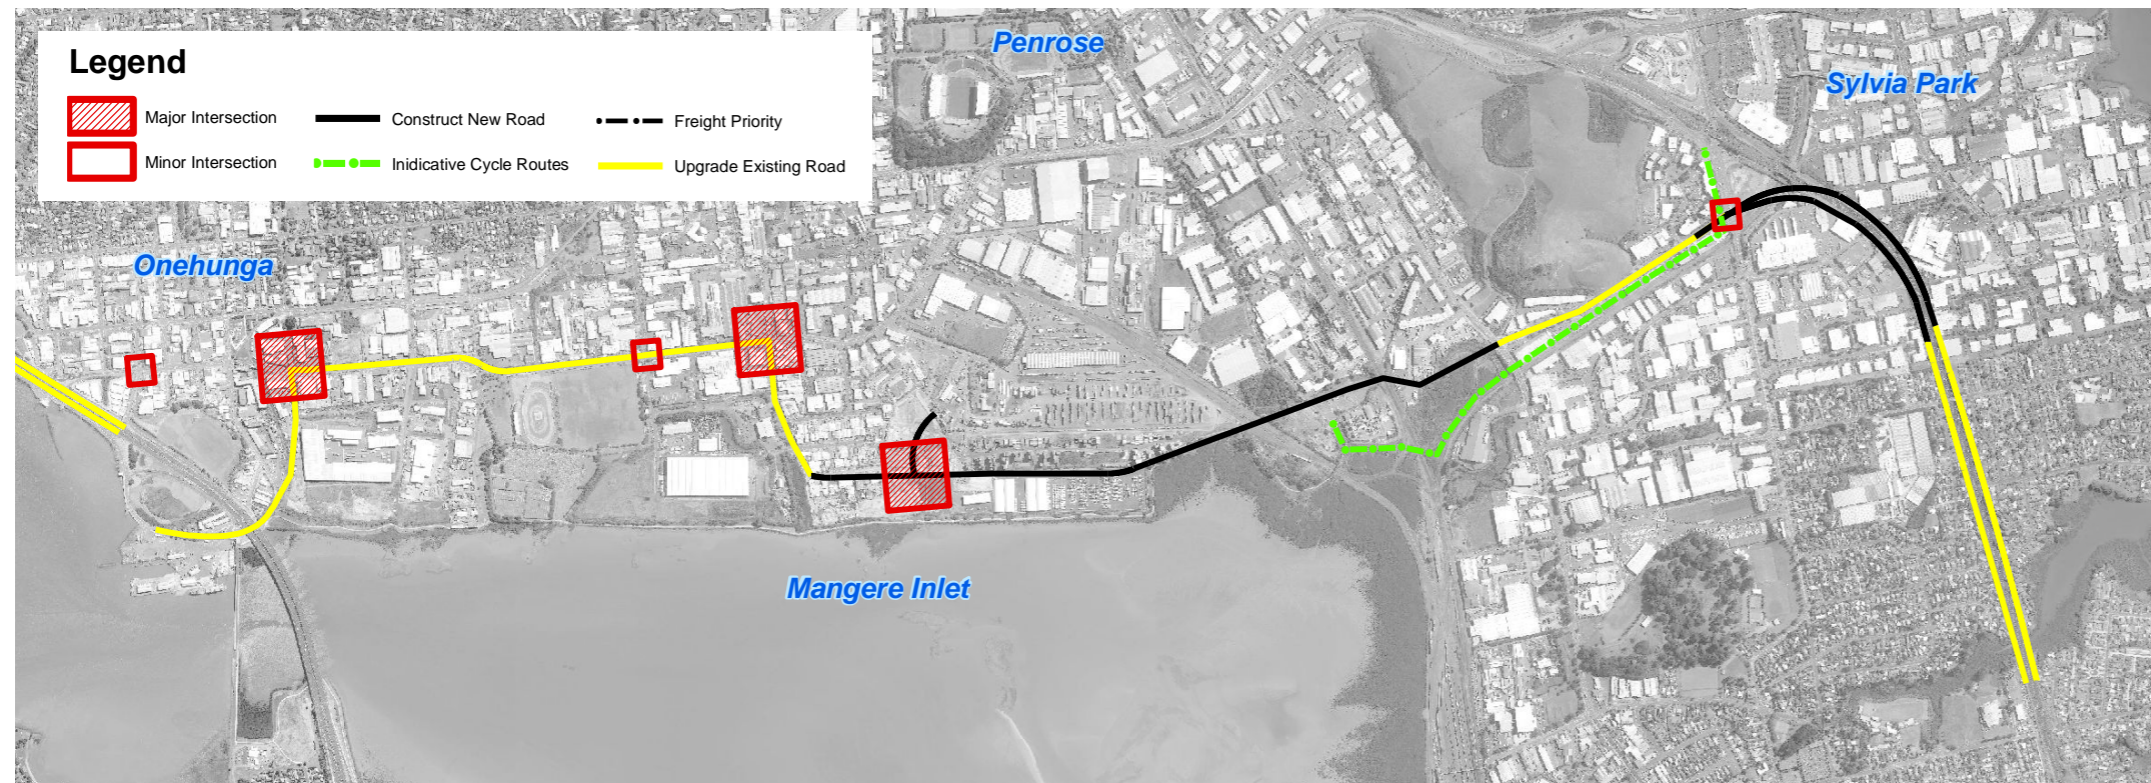 Penrose
Legend
Sylvia Park
Major Intersection
Construct New Road
Freight Priority
Minor Intersection
Inidicative Cycle Routes
Upgrade Existing Road
Onehunga
Mangere Inlet